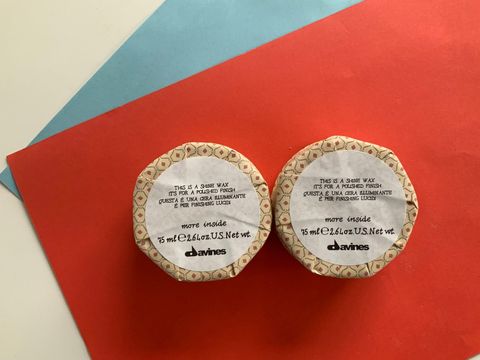 THIS IS A SHINE WAX
IT'S FOR A POLISHED FINISH
QUESTA È UNA CERA ILLUMINANTE
È PER FINISHING LUCIDI
more inside
75 ml ℮ 2.64 oz. U.S. Net wt.
davines
THIS IS A SHINE WAX
IT'S FOR A POLISHED FINISH
QUESTA È UNA CERA ILLUMINANTE
È PER FINISHING LUCIDI
more inside
75 ml ℮ 2.64 oz. U.S. Net wt.
davines